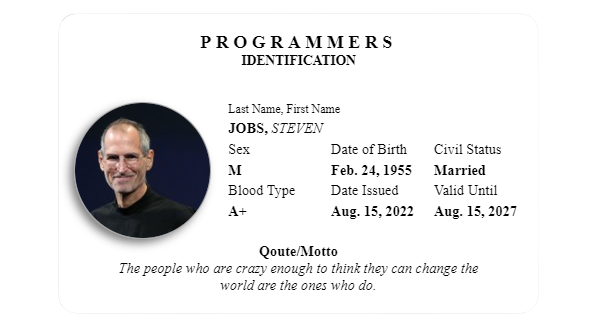 PROGRAMMERS
IDENTIFICATION
Last Name, First Name
JOBS, STEVEN
Sex Date of Birth Civil Status
M Feb. 24, 1955 Married
Blood Type Date Issued Valid Until
A+ Aug. 15, 2022 Aug. 15, 2027
Qoute/Motto
The people who are crazy enough to think they can change the
world are the ones who do.